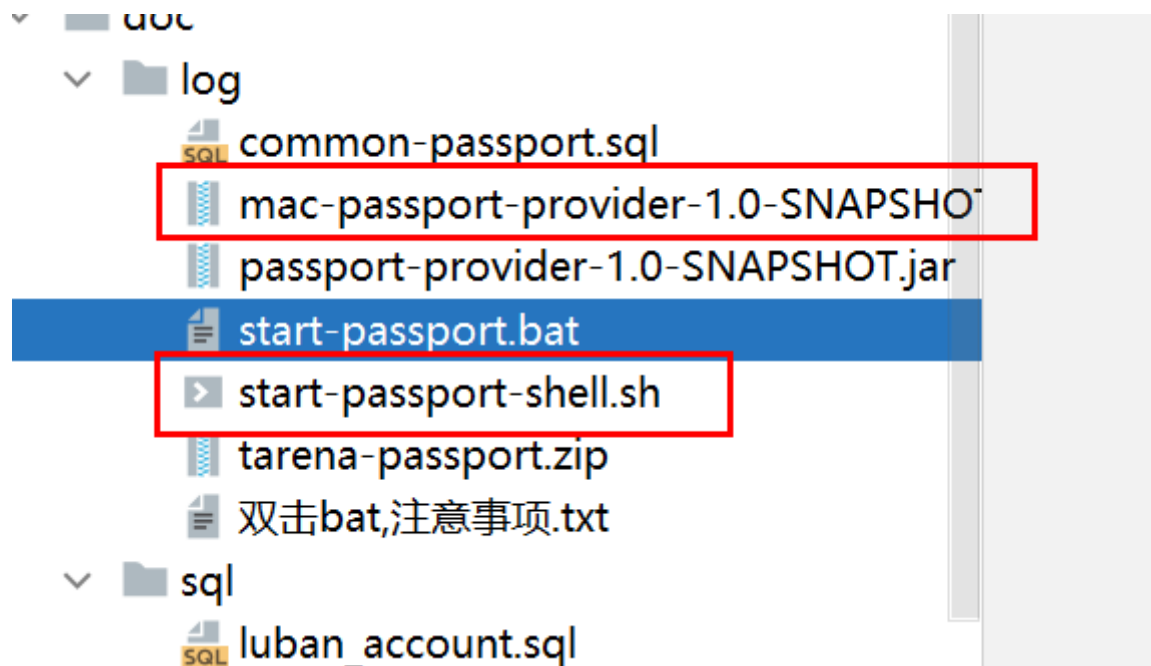 doc
log
SQL common-passport.sql
mac-passport-provider-1.0-SNAPSHOT
passport-provider-1.0-SNAPSHOT.jar
start-passport.bat
start-passport-shell.sh
tarena-passport.zip
双击bat,注意事项.txt
sql
SQL luban_account.sql